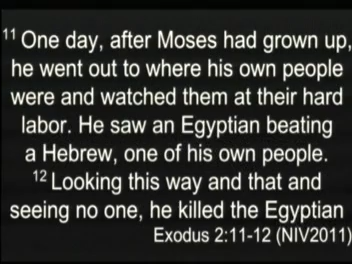 11 One day, after Moses had grown up,
he went out to where his own people
were and watched them at their hard
labor. He saw an Egyptian beating
a Hebrew, one of his own people.
12 Looking this way and that and
seeing no one, he killed the Egyptian
Exodus 2:11-12 (NIV2011)